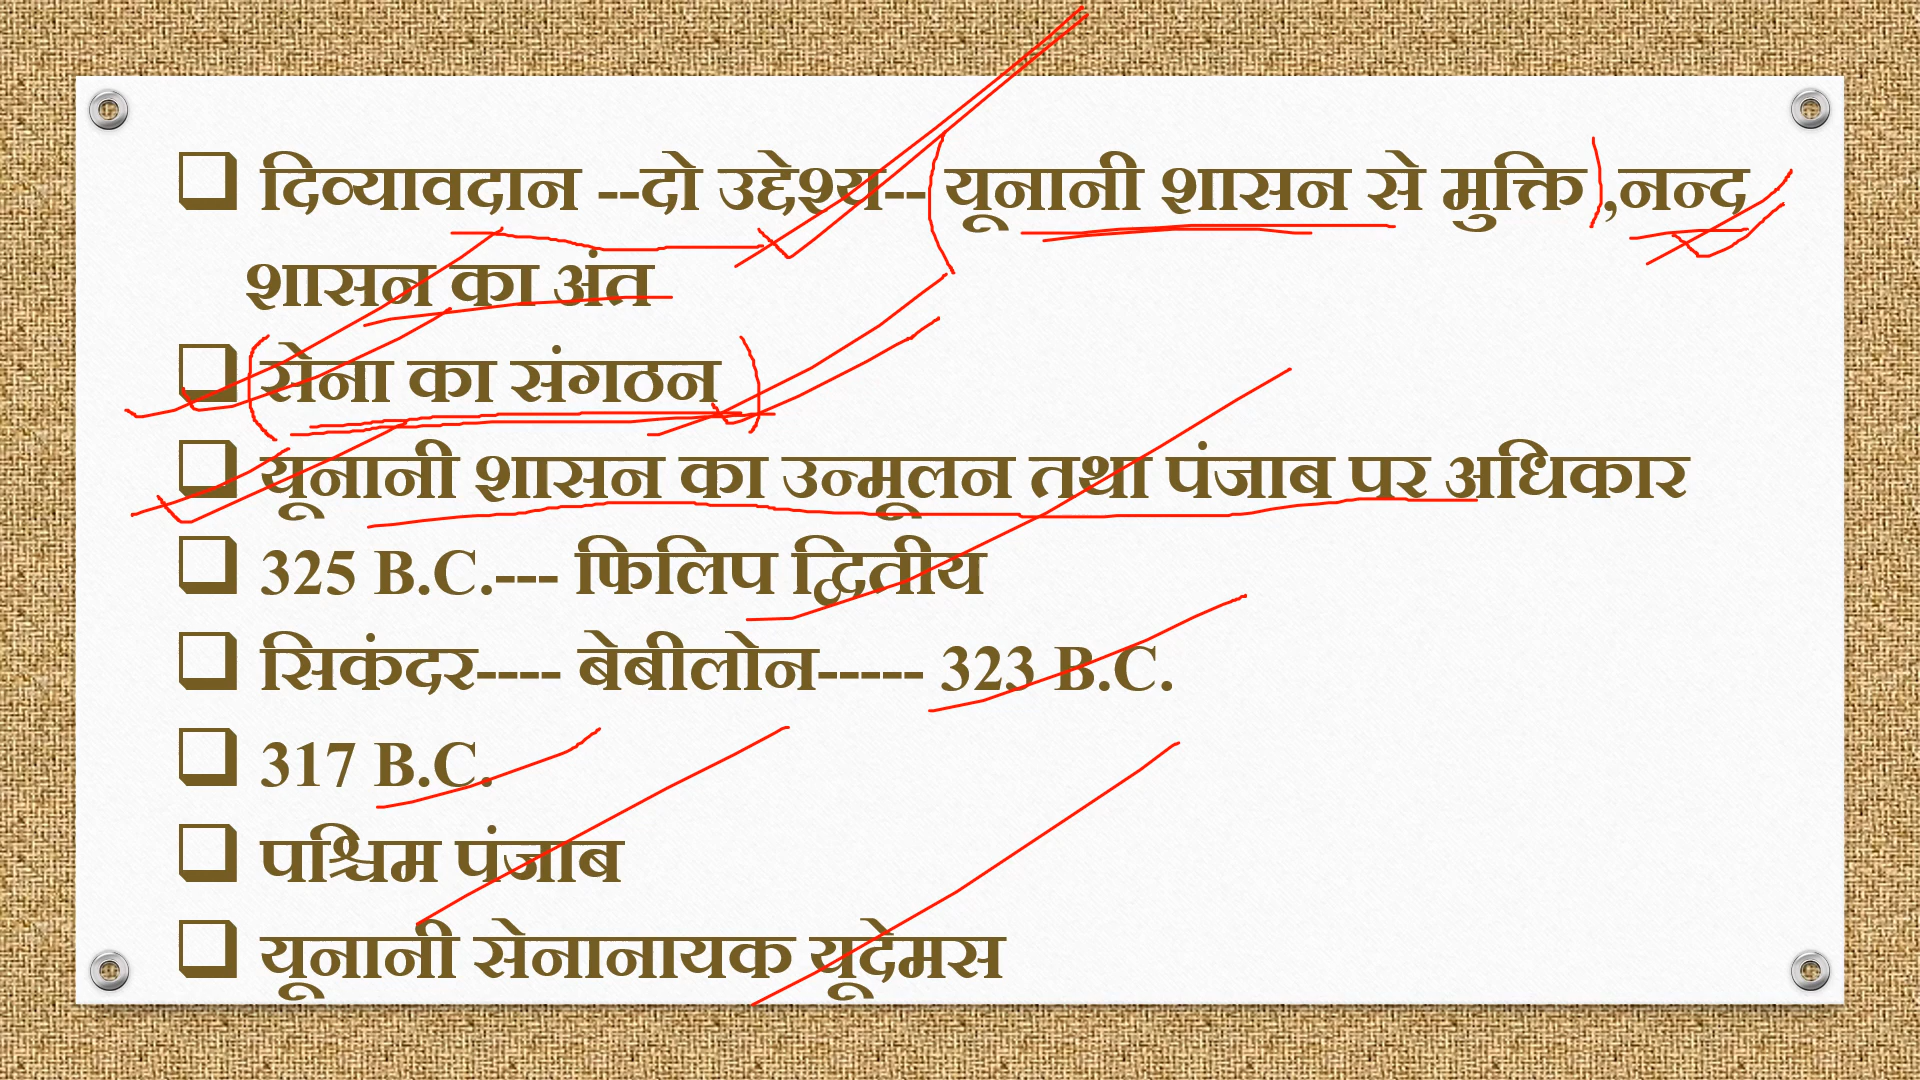 दिव्यावदान --दो उद्देश्य-- यूनानी शासन से मुक्ति ,नन्द
शासन का अंत
सेना का संगठन
यूनानी शासन का उन्मूलन तथा पंजाब पर अधिकार
325 B.C.--- फिलिप द्वितीय
सिकंदर---- बेबीलोन----- 323 B.C.
317 B.C.
पश्चिम पंजाब
यूनानी सेनानायक यूदेमस